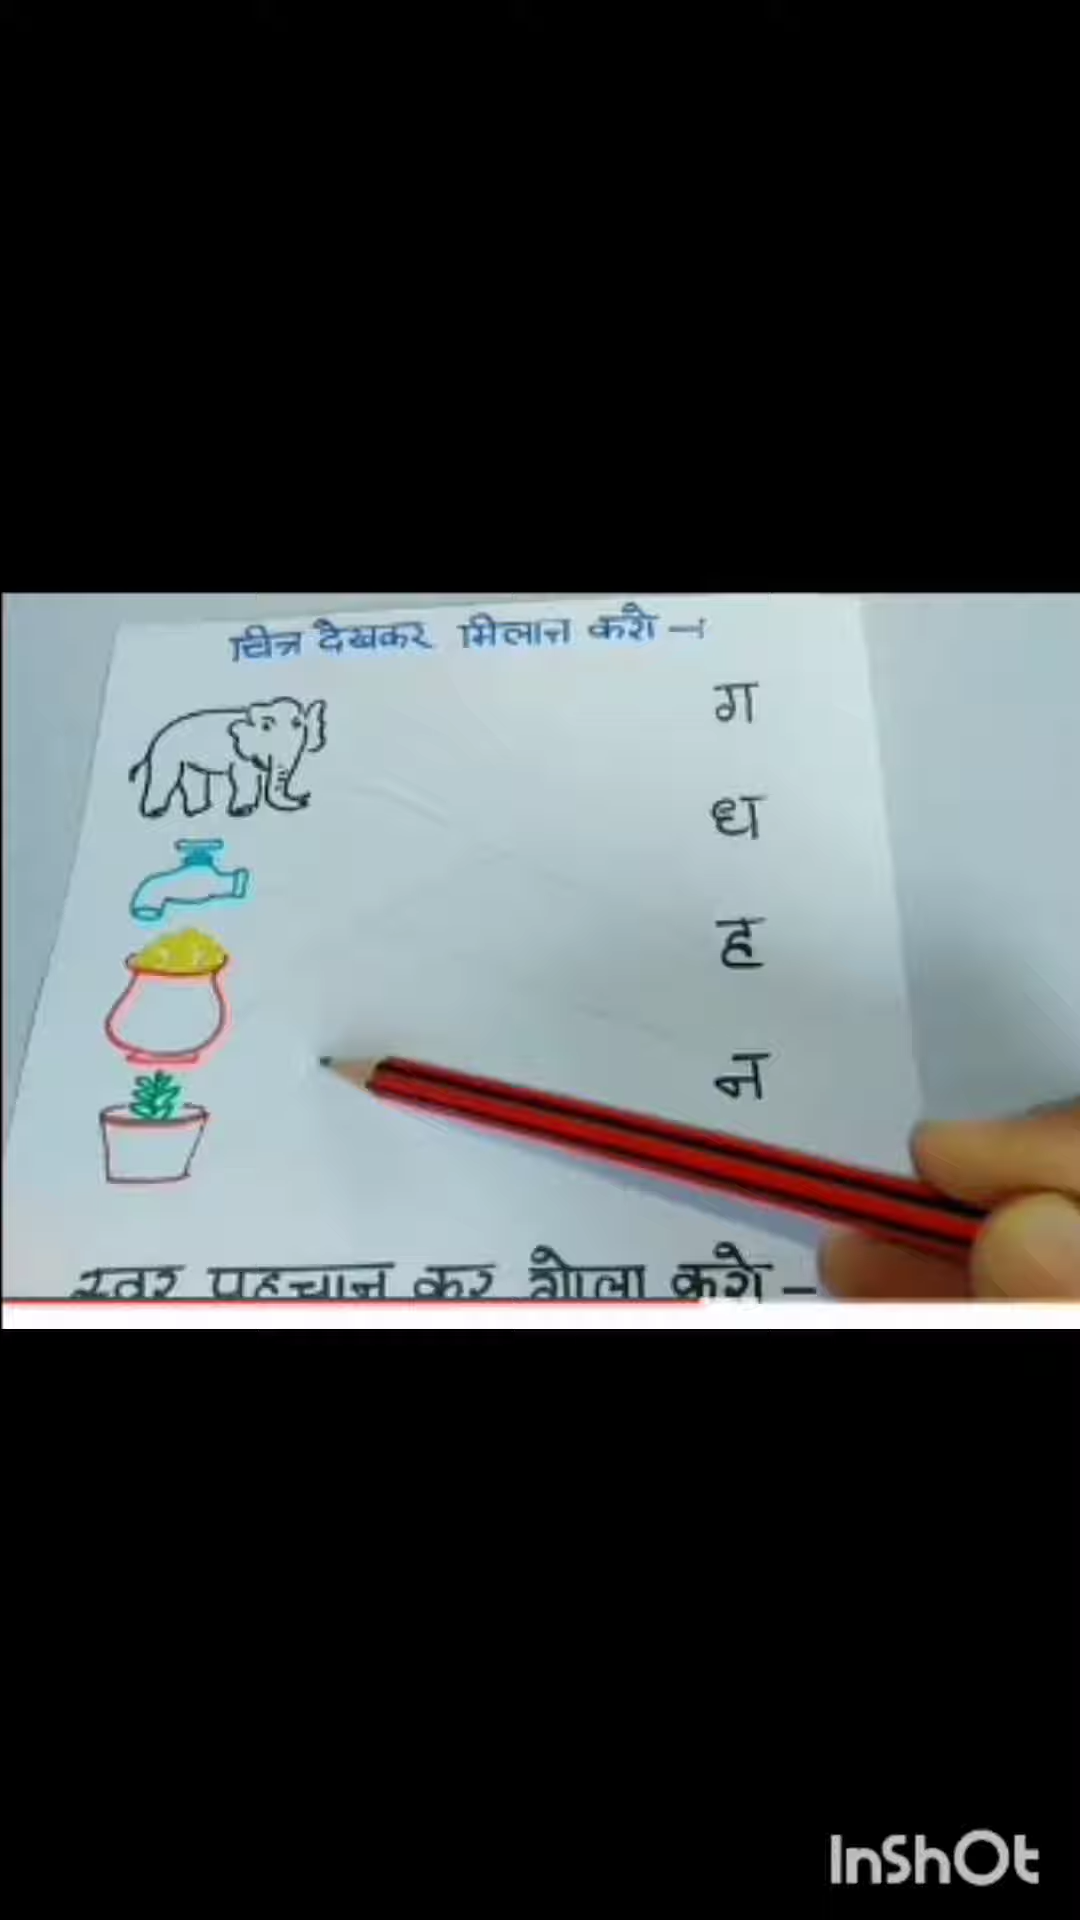 चित्र देखकर मिलान करो -
ग
ध
ह
न
स्वर पहचान कर गोला करो -
InShOt